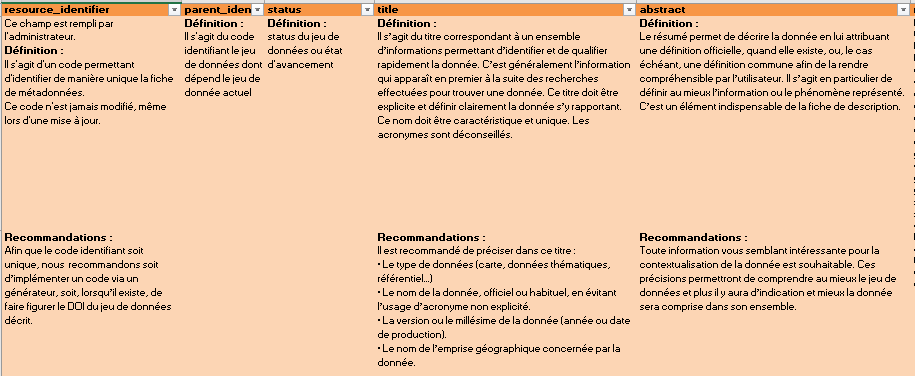 resource_identifier
parent_iden
status
title
abstract
Ce champ est rempli par
l'administrateur.
Définition :
Il s'agit d'un code permettant
d'identifier de manière unique la fiche
de métadonnées.
Ce code n'est jamais modifié, même
lors d'une mise à jour.
Définition :
Il s'agit du code
identifiant le jeu
de données dont
dépend le jeu de
donnée actuel
Définition :
status du jeu de
données ou état
d'avancement
Définition :
Il s'agit du titre correspondant à un ensemble
d'informations permettant d'identifier et de qualifier
rapidement la donnée. C'est généralement l'information
qui apparaît en premier à la suite des recherches
effectuées pour trouver une donnée. Ce titre doit être
explicite et définir clairement la donnée s'y rapportant.
Ce nom doit être caractéristique et unique. Les
acronymes sont déconseillés.
Définition :
Le résumé permet de décrire la donnée en lui attribuant
une définition officielle, quand elle existe, ou, le cas
échéant, une définition commune afin de la rendre
compréhensible par l'utilisateur. Il s'agit en particulier de
définir au mieux l'information ou le phénomène représenté.
C'est un élément indispensable de la fiche de description.
Recommandations :
Afin que le code identifiant soit
unique, nous recommandons soit
d'implémenter un code via un
générateur, soit, lorsqu'il existe, de
faire figurer le DOI du jeu de données
décrit.
Recommandations :
Il est recommandé de préciser dans ce titre :
• Le type de données (carte, données thématiques,
référentiel...)
• Le nom de la donnée, officiel ou habituel, en évitant
l'usage d'acronyme non explicité.
• La version ou le millésime de la donnée (année ou date
de production).
• Le nom de l'emprise géographique concernée par la
donnée.
Recommandations :
Toute information vous semblant intéressante pour la
contextualisation de la donnée est souhaitable. Ces
précisions permettront de comprendre au mieux le jeu de
données et plus il y aura d'indication et mieux la donnée
sera comprise dans son ensemble.